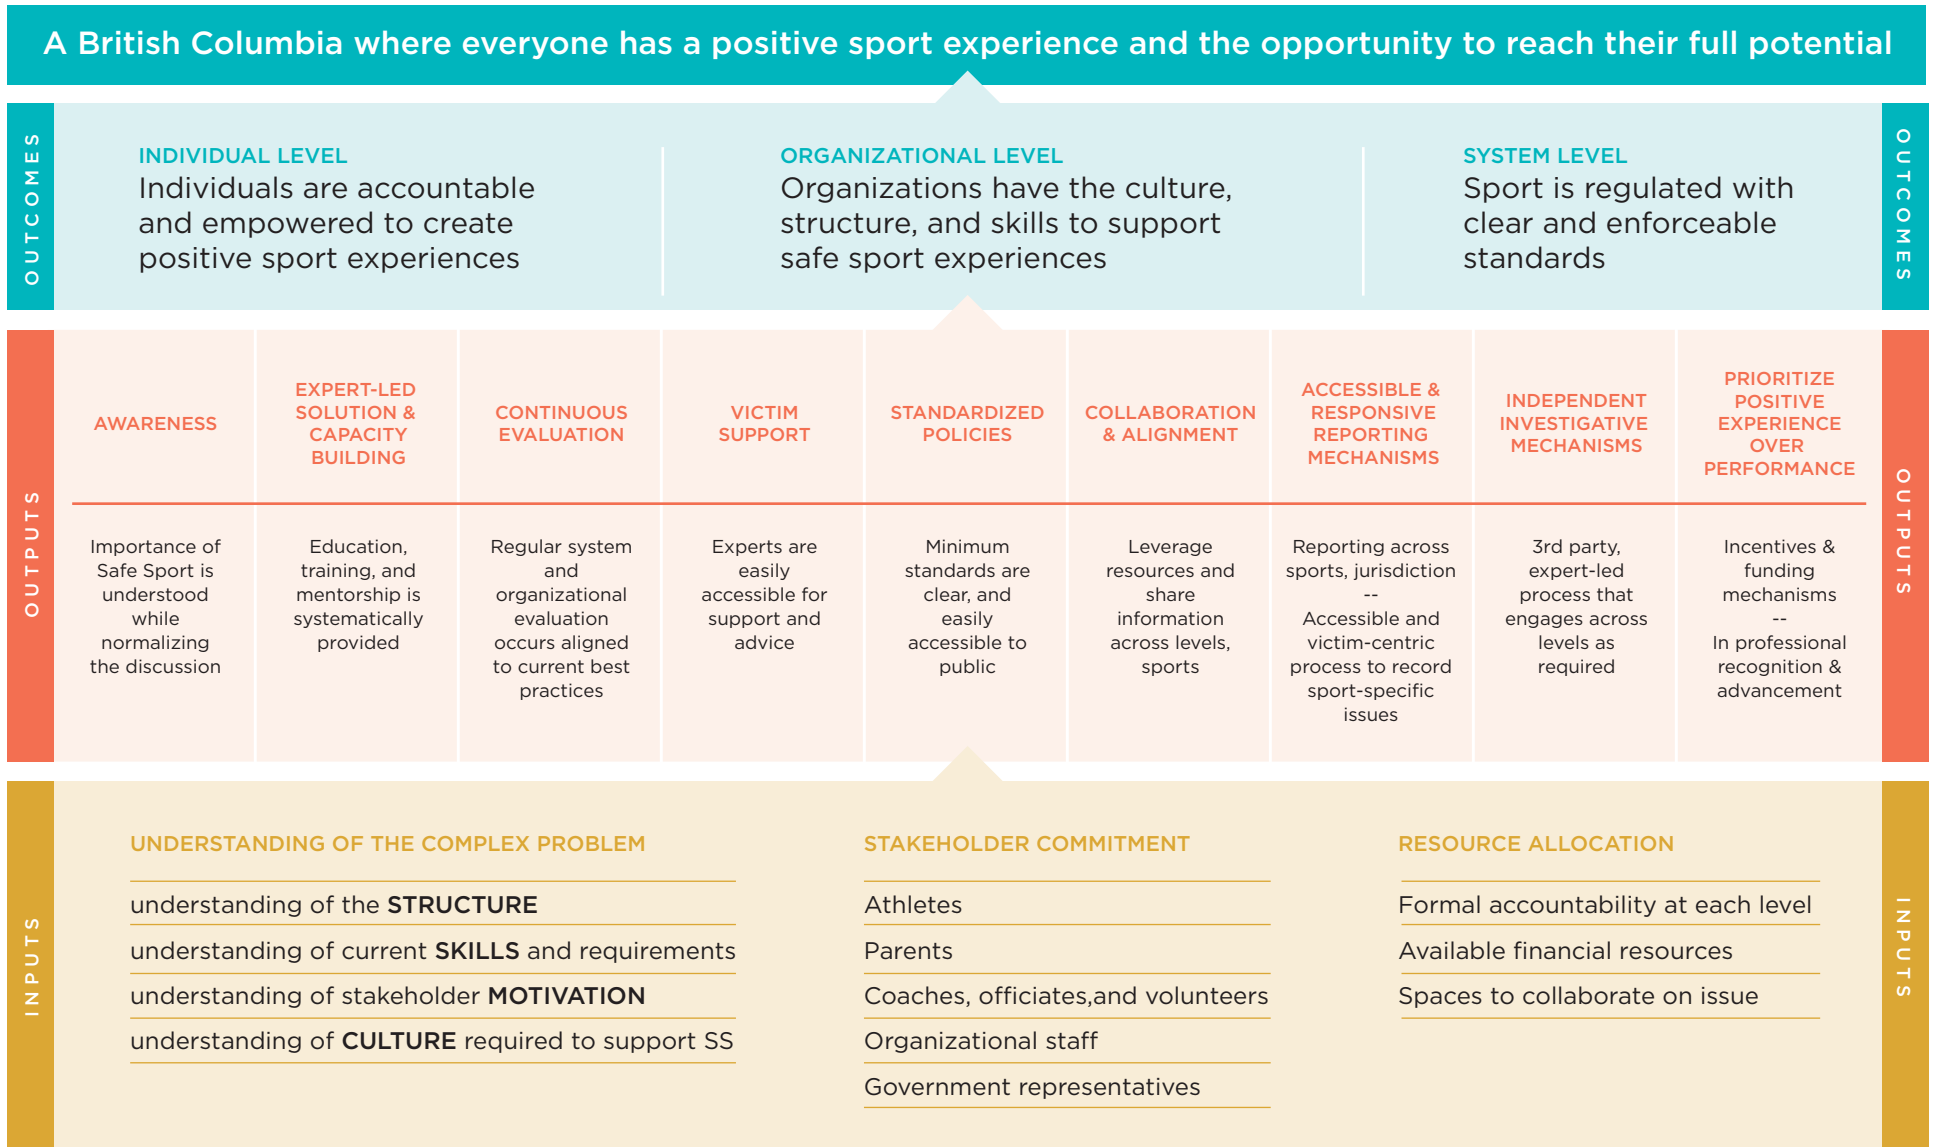 A British Columbia where everyone has a positive sport experience and the opportunity to reach their full potential
OUTCOMES
INDIVIDUAL LEVEL
Individuals are accountable
and empowered to create
positive sport experiences
ORGANIZATIONAL LEVEL
Organizations have the culture,
structure, and skills to support
safe sport experiences
SYSTEM LEVEL
Sport is regulated with
clear and enforceable
standards
OUTCOMES
OUTPUTS
AWARENESS
Importance of
Safe Sport is
understood
while
normalizing
the discussion
EXPERT-LED
SOLUTION &
CAPACITY
BUILDING
Education,
training, and
mentorship is
systematically
provided
CONTINUOUS
EVALUATION
Regular system
and
organizational
evaluation
occurs aligned
to current best
practices
VICTIM
SUPPORT
Experts are
easily
accessible for
support and
advice
STANDARDIZED
POLICIES
Minimum
standards are
clear, and
easily
accessible to
public
COLLABORATION
& ALIGNMENT
Leverage
resources and
share
information
across levels,
sports
ACCESSIBLE &
RESPONSIVE
REPORTING
MECHANISMS
Reporting across
sports, jurisdiction
--
Accessible and
victim-centric
process to record
sport-specific
issues
INDEPENDENT
INVESTIGATIVE
MECHANISMS
3rd party,
expert-led
process that
engages across
levels as
required
PRIORITIZE
POSITIVE
EXPERIENCE
OVER
PERFORMANCE
Incentives &
funding
mechanisms
--
In professional
recognition &
advancement
OUTPUTS
INPUTS
UNDERSTANDING OF THE COMPLEX PROBLEM
understanding of the STRUCTURE
understanding of current SKILLS and requirements
understanding of stakeholder MOTIVATION
understanding of CULTURE required to support SS
STAKEHOLDER COMMITMENT
Athletes
Parents
Coaches, officiates,and volunteers
Organizational staff
Government representatives
RESOURCE ALLOCATION
Formal accountability at each level
Available financial resources
Spaces to collaborate on issue
INPUTS